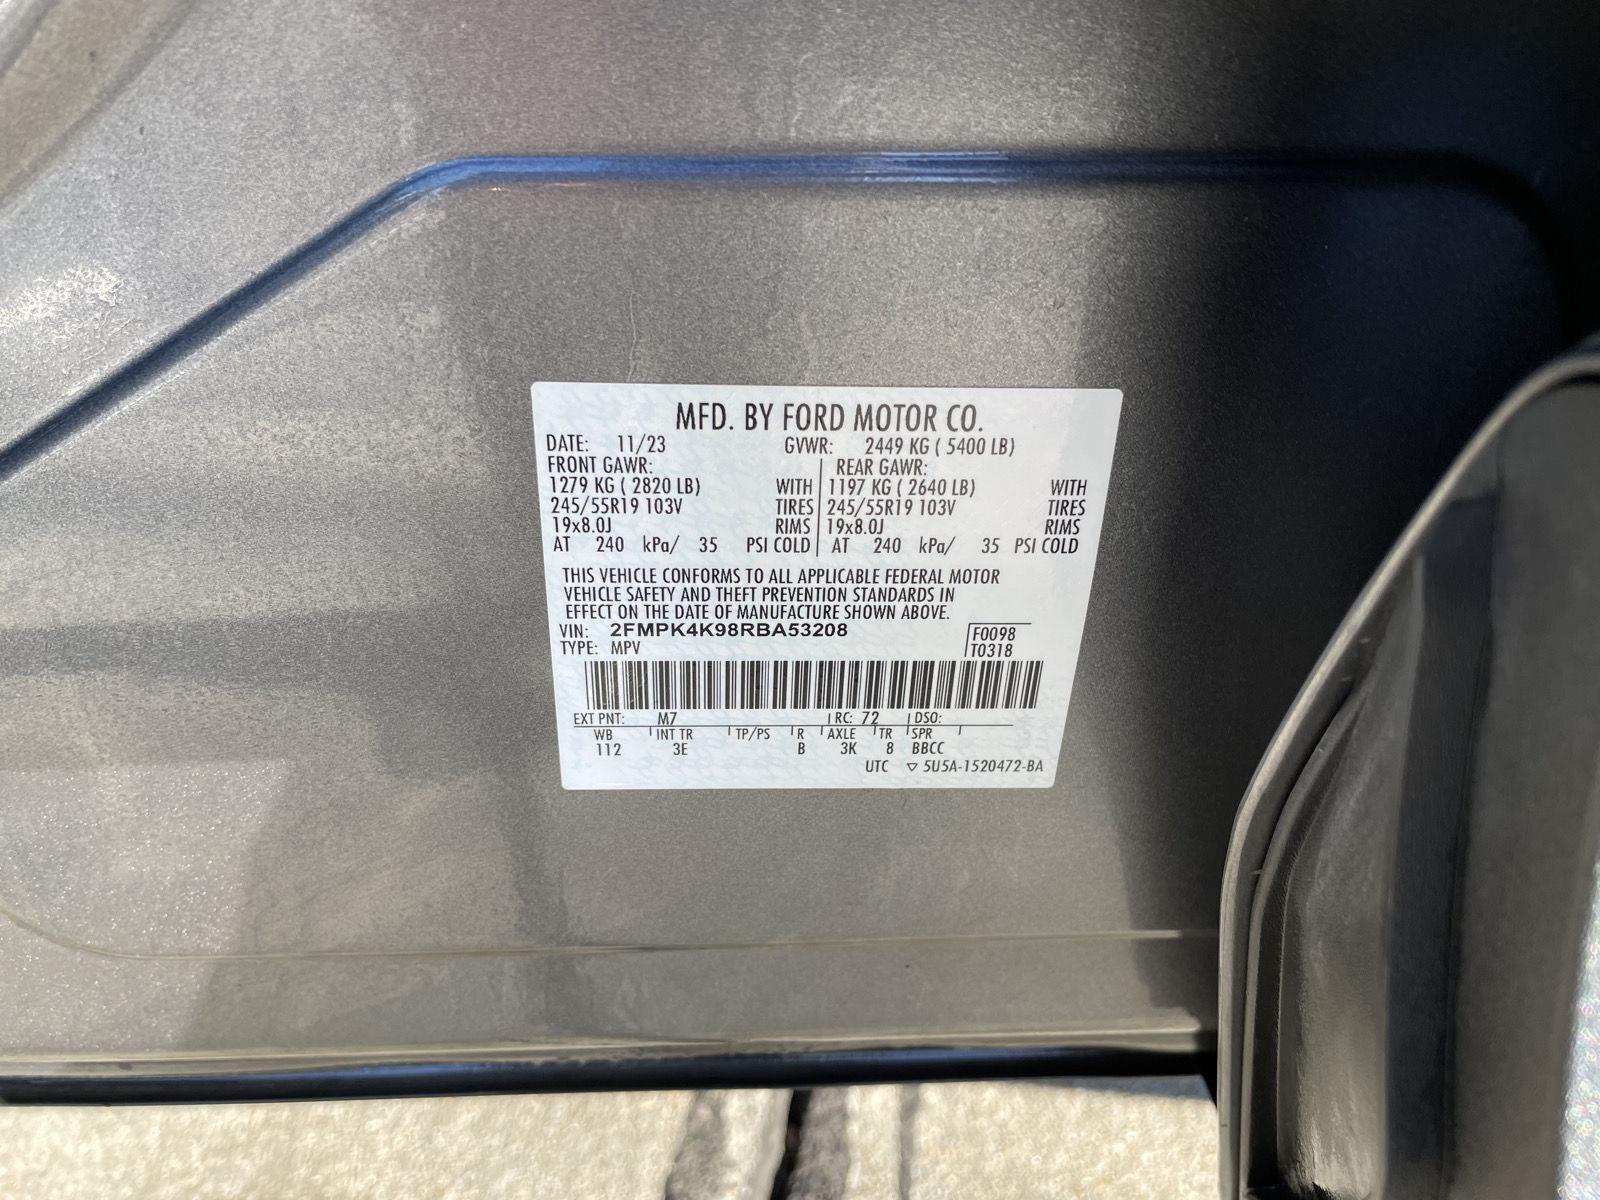 MFD. BY FORD MOTOR CO.
DATE: 11/23 GVWR: 2449 KG ( 5400 LB)
FRONT GAWR: REAR GAWR:
1279 KG ( 2820 LB) WITH 1197 KG ( 2640 LB) WITH
245/55R19 103V TIRES 245/55R19 103V TIRES
19x8.0J RIMS 19x8.0J RIMS
AT 240 kPa/ 35 PSI COLD AT 240 kPa/ 35 PSI COLD
THIS VEHICLE CONFORMS TO ALL APPLICABLE FEDERAL MOTOR
VEHICLE SAFETY AND THEFT PREVENTION STANDARDS IN
EFFECT ON THE DATE OF MANUFACTURE SHOWN ABOVE.
VIN: 2FMPK4K98RBA53208 F0098
TYPE: MPV T0318
EXT PNT: M7 RC: 72 DSO:
WB INT TR TP/PS R AXLE TR SPR
112 3E B 3K 8 BBCC
UTC ▽ 5U5A-1520472-BA